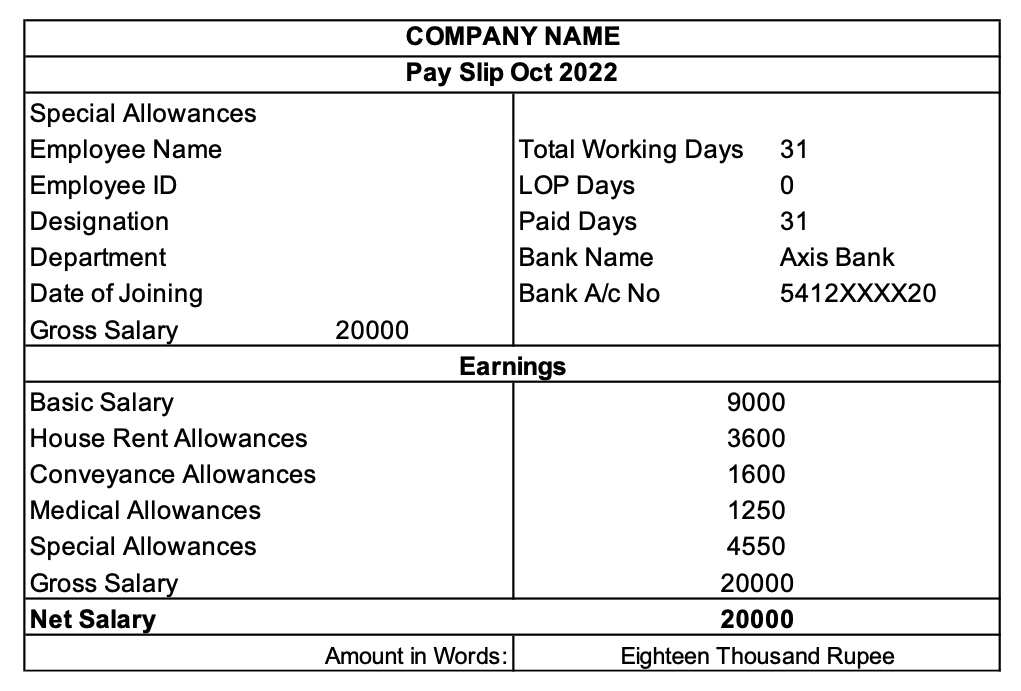 COMPANY NAME
Pay Slip Oct 2022
Special Allowances
Employee Name Total Working Days 31
Employee ID LOP Days 0
Designation Paid Days 31
Department Bank Name Axis Bank
Date of Joining Bank A/c No 5412XXXX20
Gross Salary 20000
Earnings
Basic Salary 9000
House Rent Allowances 3600
Conveyance Allowances 1600
Medical Allowances 1250
Special Allowances 4550
Gross Salary 20000
Net Salary 20000
Amount in Words: Eighteen Thousand Rupee